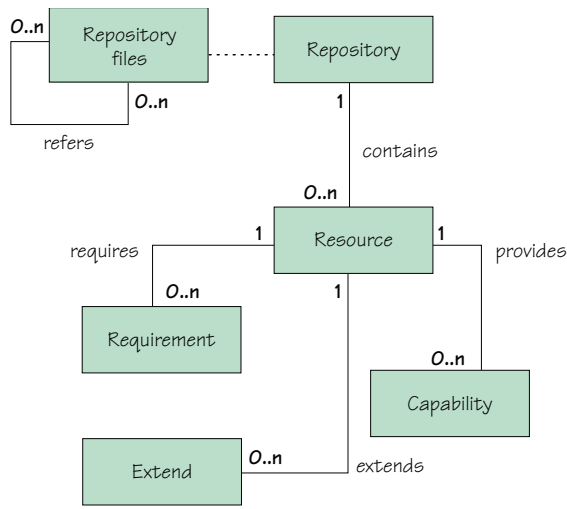 0..n
Repository
files
Repository
0..n
1
refers
contains
0..n
requires
1
Resource
1
provides
0..n
1
Requirement
0..n
Capability
Extend
0..n
extends